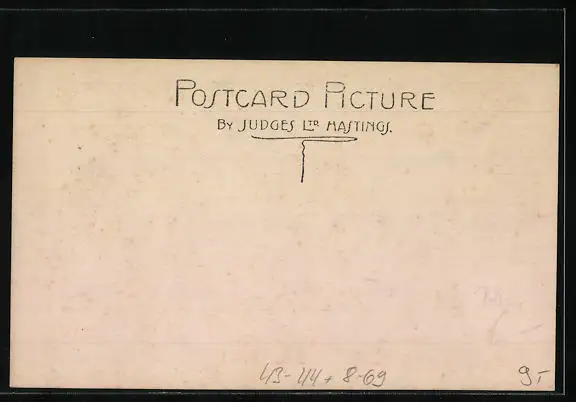 POSTCARD PICTURE
BY JUDGES LTD HASTINGS.
43-44 + 8-69
9,-